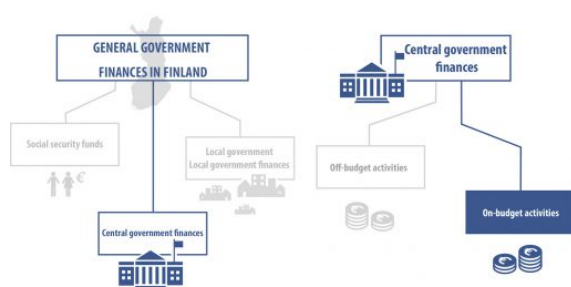 GENERAL GOVERNMENT
FINANCES IN FINLAND
Social security funds
€
Local government
Local government finances
Central government finances
Central government
finances
Off-budget activities
On-budget activities